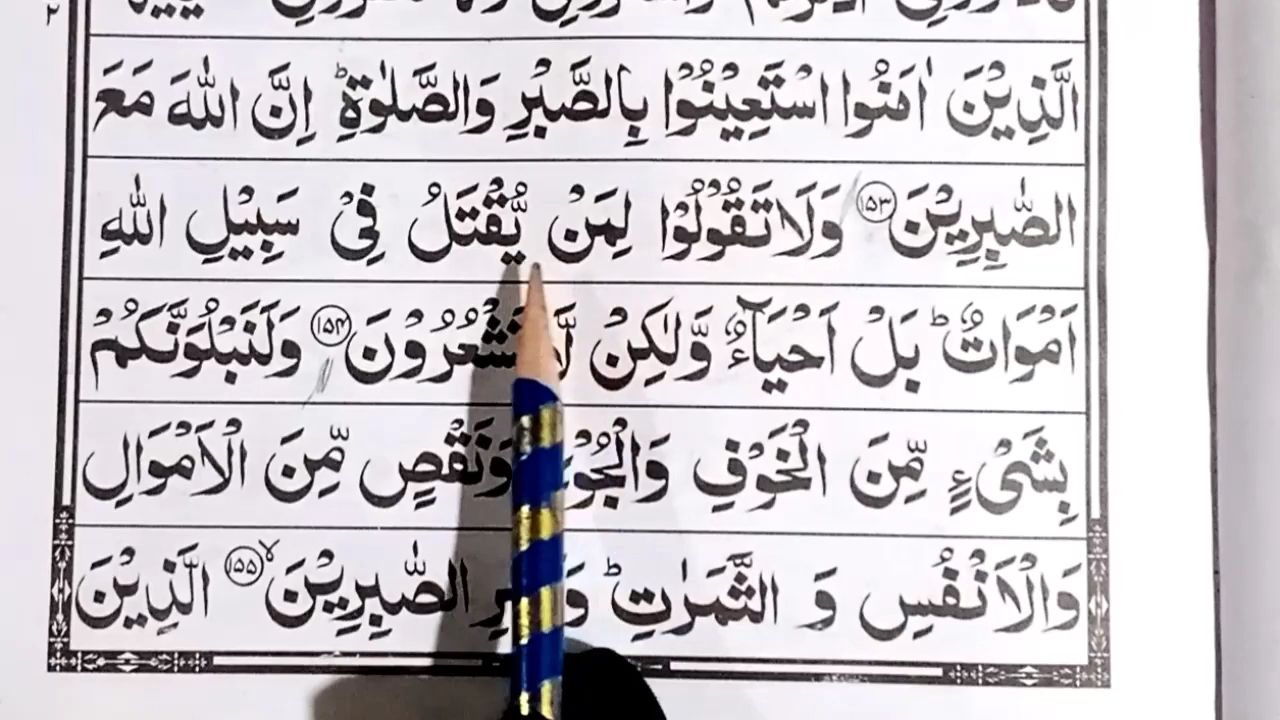 الَّذِيْنَ اٰمَنُوا اسْتَعِيْنُوْا بِالصَّبْرِ وَالصَّلٰوةِ ؕ اِنَّ اللّٰهَ مَعَ
الصّٰبِرِيْنَ ﴿۱۵۳﴾ وَلَا تَقُوْلُوْا لِمَنْ يُّقْتَلُ فِىْ سَبِيْلِ اللّٰهِ
اَمْوَاتٌ ؕ بَلْ اَحْيَآءٌ وَّلٰكِنْ تَشْعُرُوْنَ ﴿۱۵۴﴾ وَلَنَبْلُوَنَّكُمْ
بِشَىْءٍ مِّنَ الْخَوْفِ وَالْجُوْعِ وَنَقْصٍ مِّنَ الْاَمْوَالِ
وَالْاَنْفُسِ وَ الثَّمَرٰتِ ؕ الصّٰبِرِيْنَ ﴿۱۵۵﴾ ۙ الَّذِيْنَ